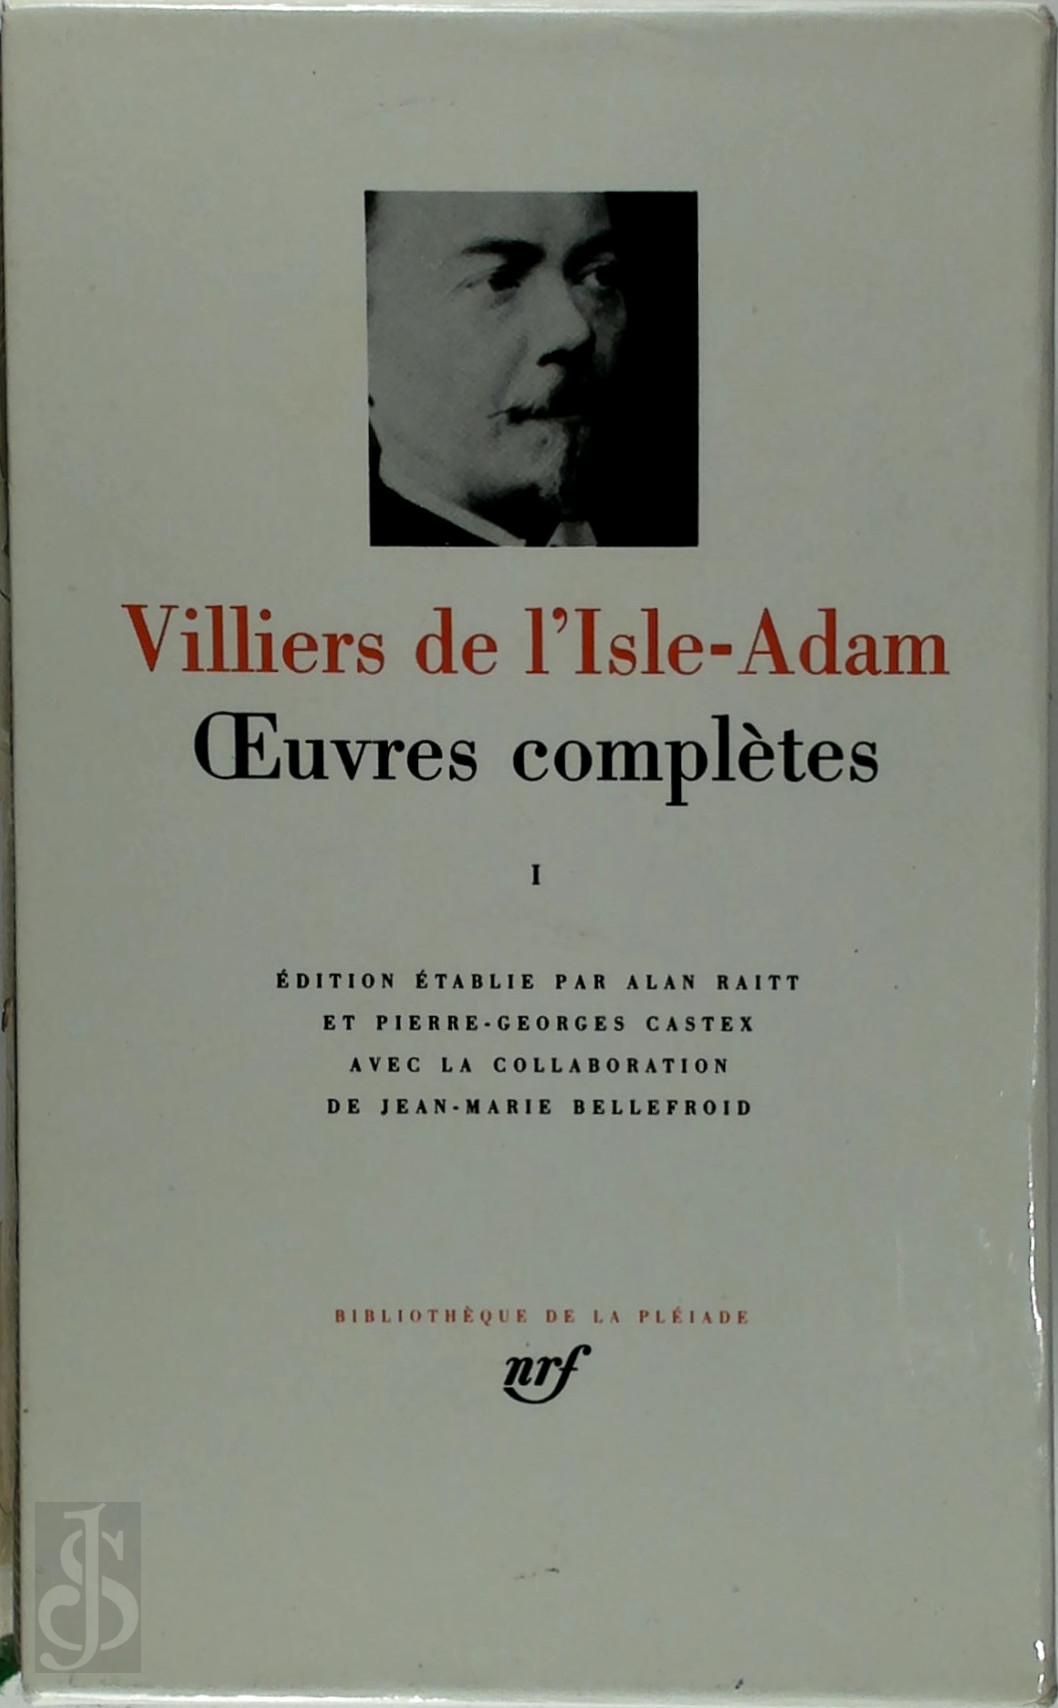 Villiers de l'Isle-Adam
Œuvres complètes
I
ÉDITION ÉTABLIE PAR ALAN RAITT
ET PIERRE-GEORGES CASTEX
AVEC LA COLLABORATION
DE JEAN-MARIE BELLEFROID
BIBLIOTHÈQUE DE LA PLÉIADE
nrf
JS